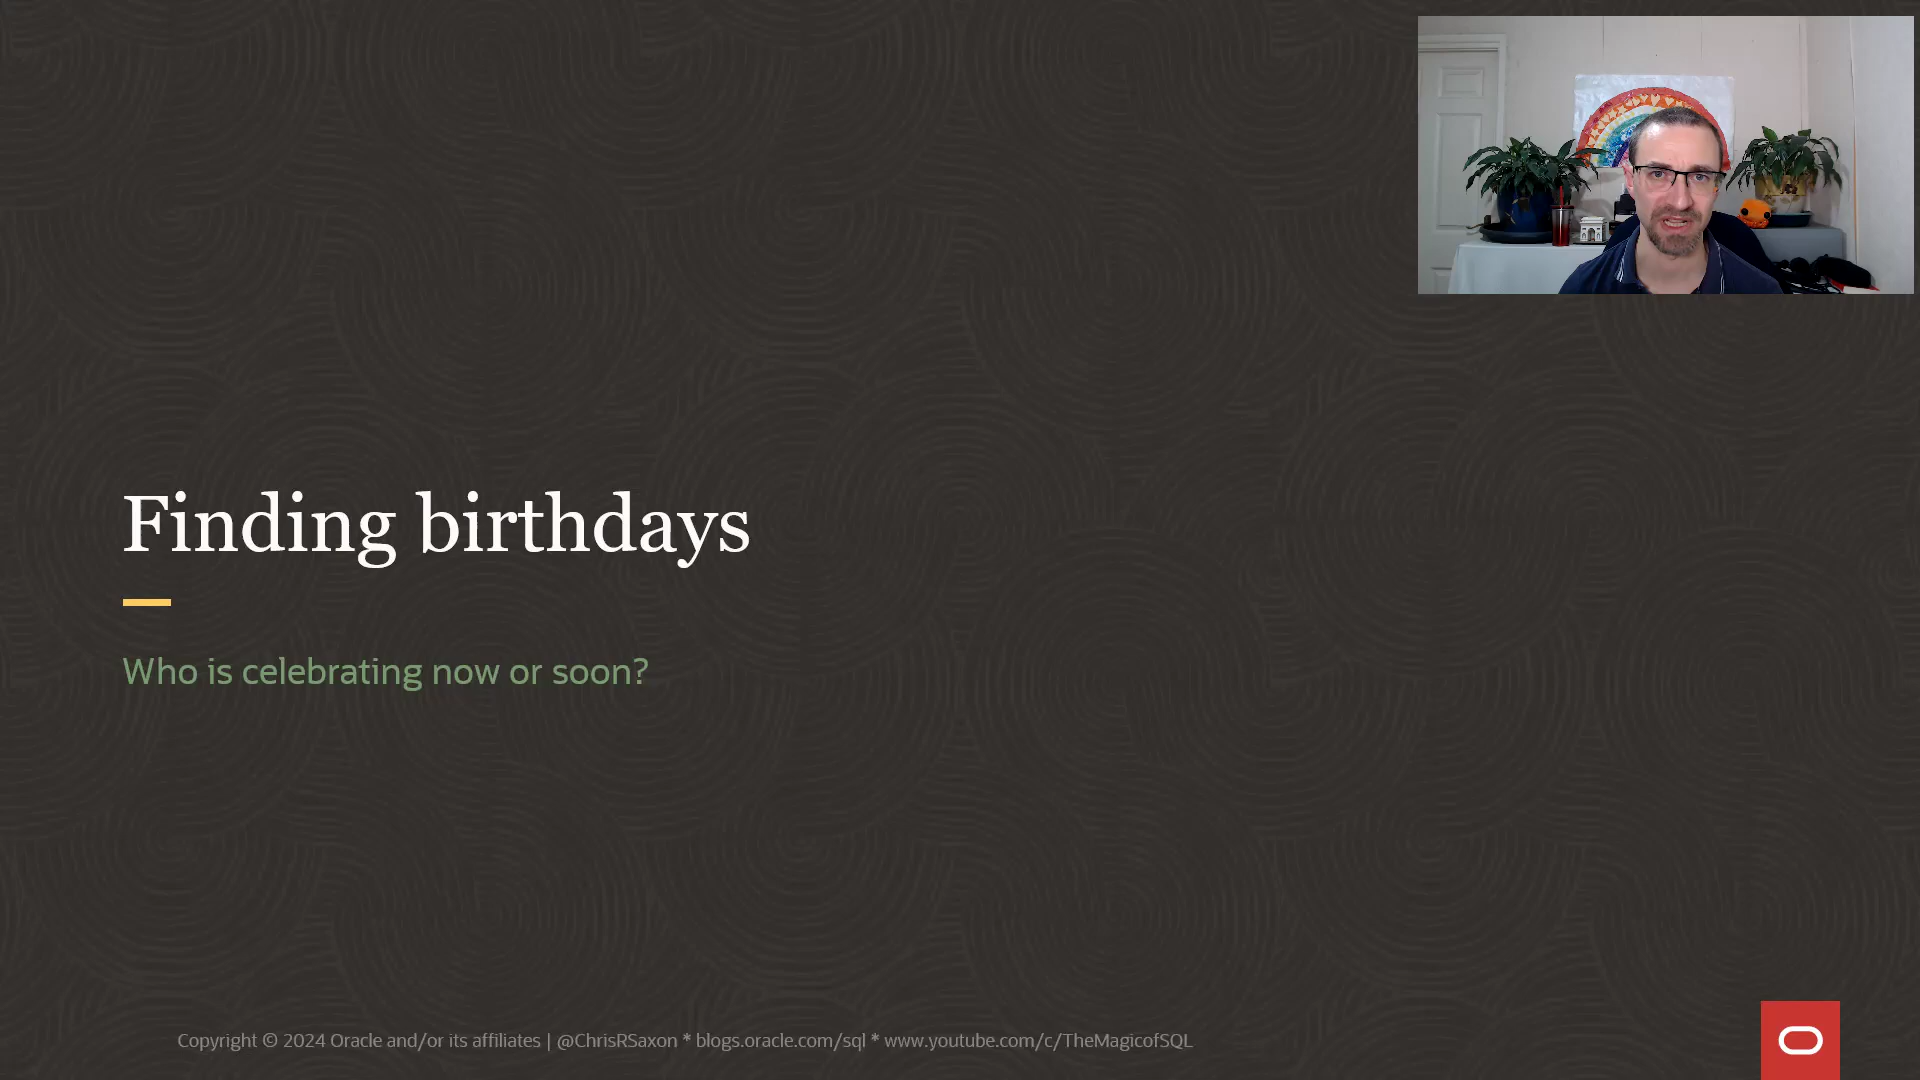 Finding birthdays
Who is celebrating now or soon?
Copyright © 2024 Oracle and/or its affiliates | @ChrisRSaxon * blogs.oracle.com/sql * www.youtube.com/c/TheMagicofSQL